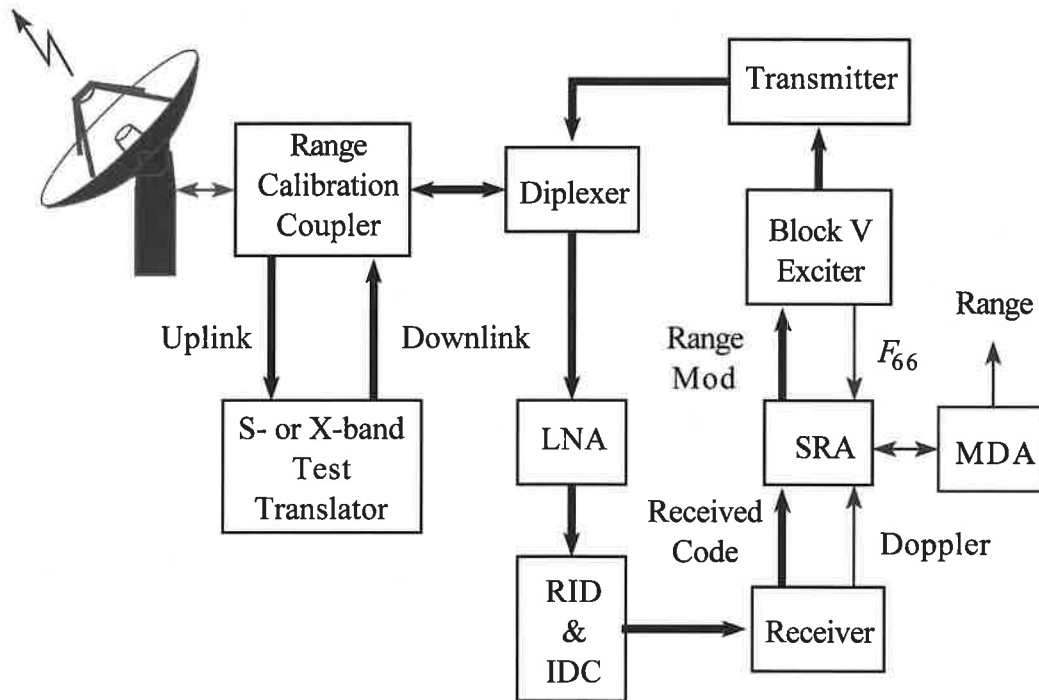 Transmitter
Range
Calibration
Coupler
Diplexer
Block V
Exciter
Range
Uplink
Downlink
Range
Mod
F66
S- or X-band
Test
Translator
LNA
SRA
MDA
Received
Code
Doppler
RID
&
IDC
Receiver